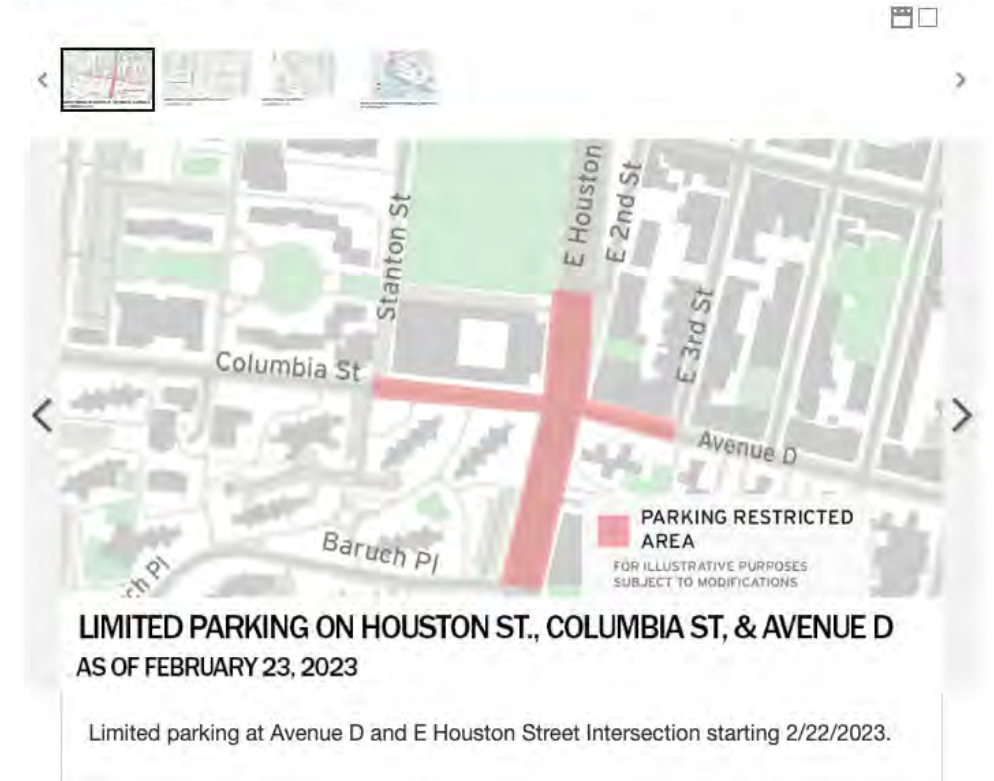 E Houston
E 2nd St
Stanton St
E 3rd St
Columbia St
Avenue D
Baruch Pl
ch Pl
PARKING RESTRICTED
AREA
FOR ILLUSTRATIVE PURPOSES
SUBJECT TO MODIFICATIONS
LIMITED PARKING ON HOUSTON ST., COLUMBIA ST, & AVENUE D
AS OF FEBRUARY 23, 2023
Limited parking at Avenue D and E Houston Street Intersection starting 2/22/2023.